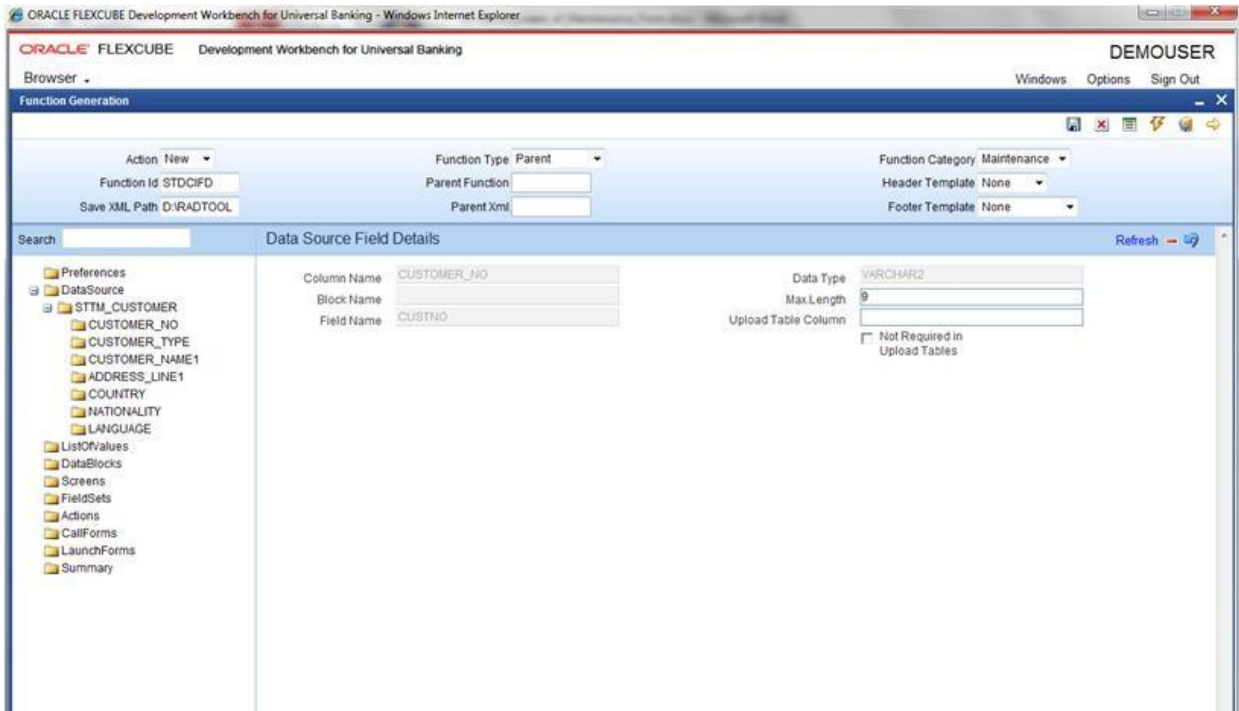 ORACLE FLEXCUBE Development Workbench for Universal Banking - Windows Internet Explorer
ORACLE FLEXCUBE Development Workbench for Universal Banking DEMOUSER
Browser Windows Options Sign Out
Function Generation
Action New Function Type Parent Function Category Maintenance
Function Id STDCIFD Parent Function Header Template None
Save XML Path D:\RADTOOL Parent Xml Footer Template None
Search Data Source Field Details Refresh
Preferences
DataSource
STTM_CUSTOMER
CUSTOMER_NO
CUSTOMER_TYPE
CUSTOMER_NAME1
ADDRESS_LINE1
COUNTRY
NATIONALITY
LANGUAGE
ListOfValues
DataBlocks
Screens
FieldSets
Actions
CallForms
LaunchForms
Summary
Column Name CUSTOMER_NO Data Type VARCHAR2
Block Name Max.Length 9
Field Name CUSTNO Upload Table Column
Not Required in
Upload Tables